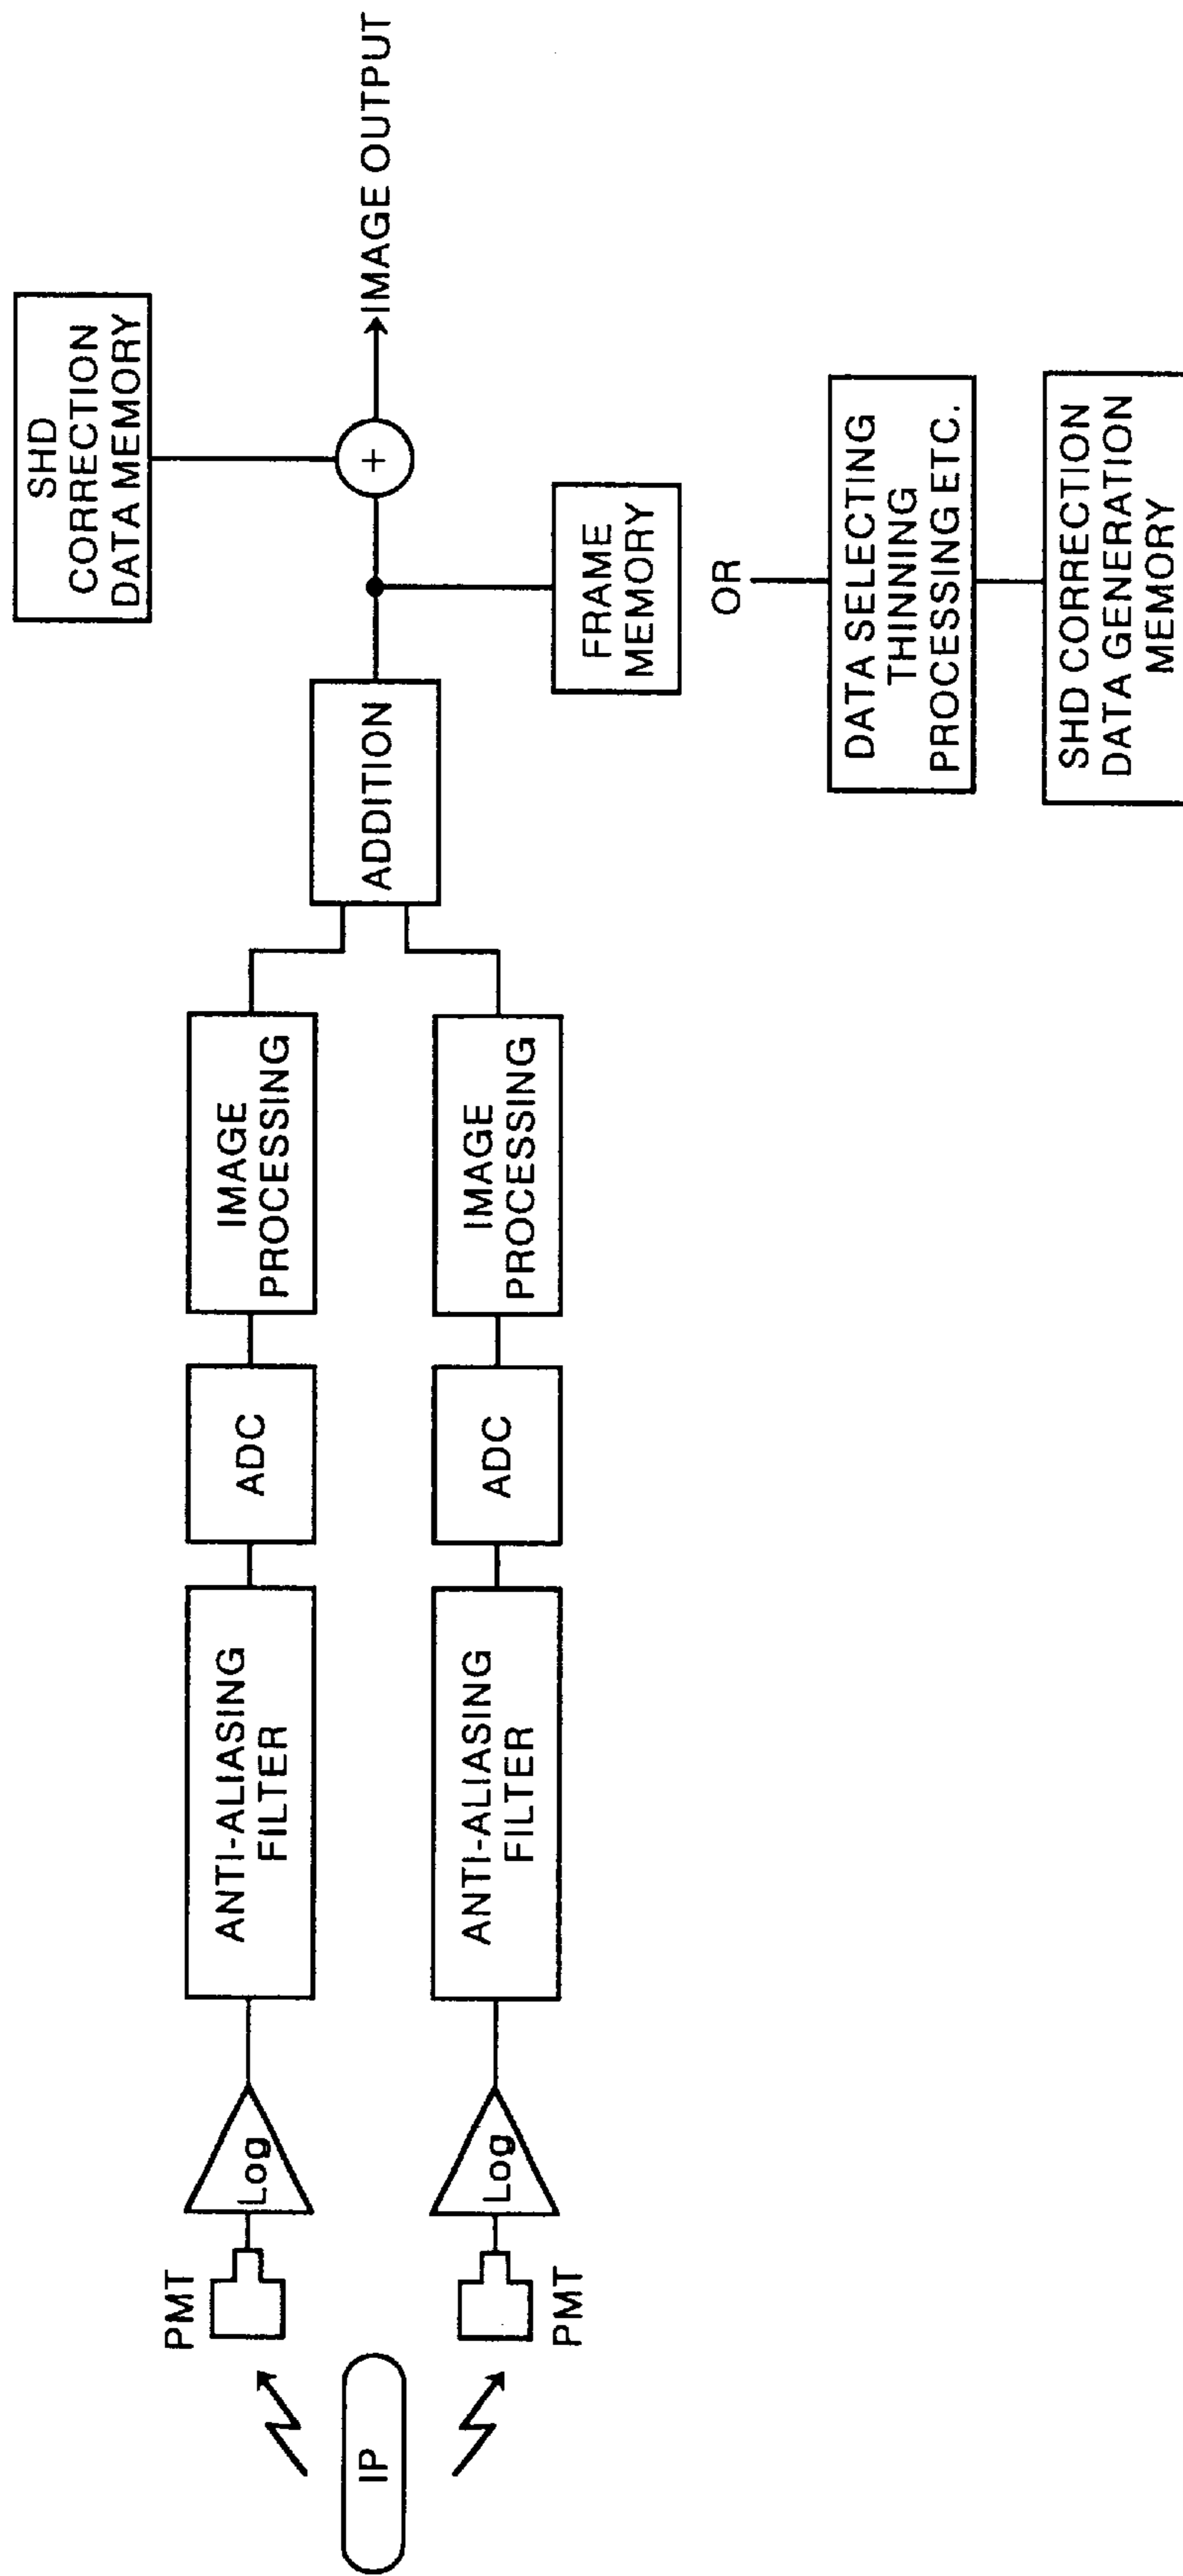 IP
PMT
Log
ANTI-ALIASING
FILTER
ADC
IMAGE
PROCESSING
PMT
Log
ANTI-ALIASING
FILTER
ADC
IMAGE
PROCESSING
ADDITION
SHD
CORRECTION
DATA MEMORY
+
IMAGE OUTPUT
FRAME
MEMORY
OR
DATA SELECTING
THINNING
PROCESSING ETC.
SHD CORRECTION
DATA GENERATION
MEMORY